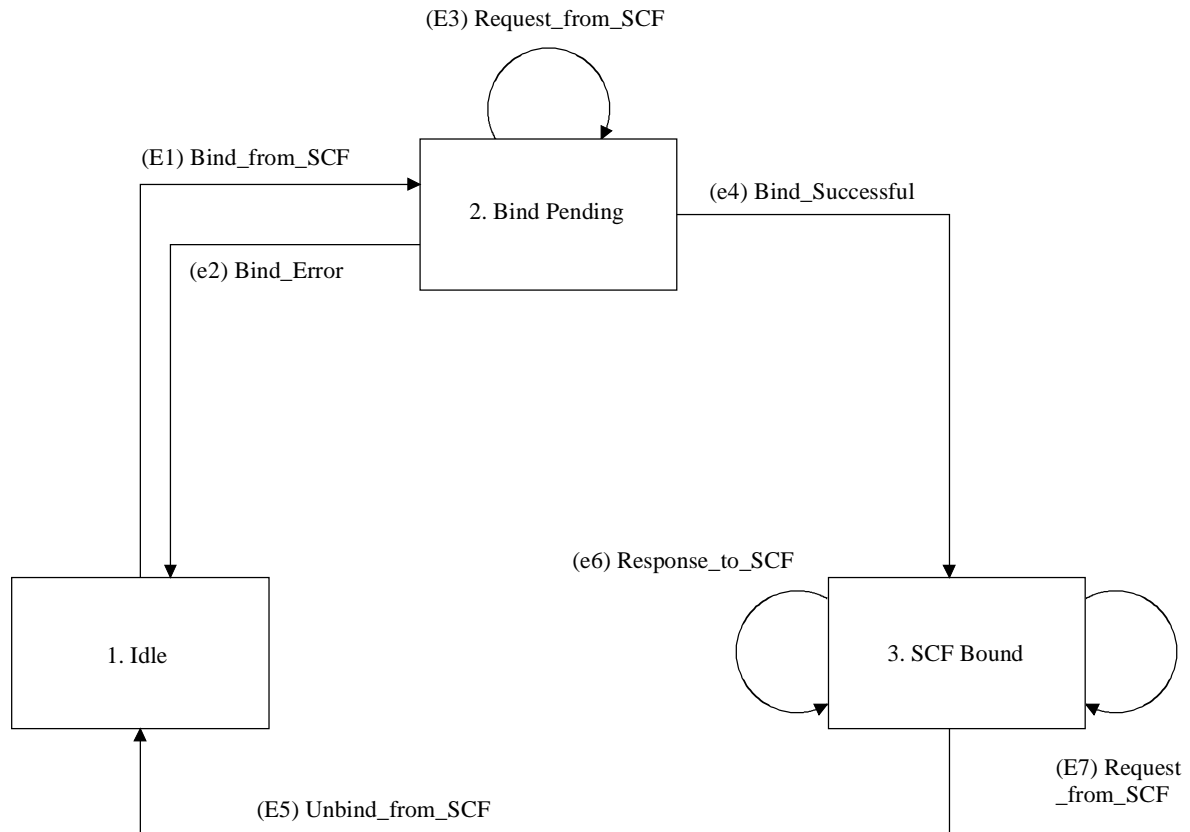 (E3) Request_from_SCF
(E1) Bind_from_SCF
(e4) Bind_Successful
2. Bind Pending
(e2) Bind_Error
(e6) Response_to_SCF
1. Idle
3. SCF Bound
(E7) Request
_from_SCF
(E5) Unbind_from_SCF